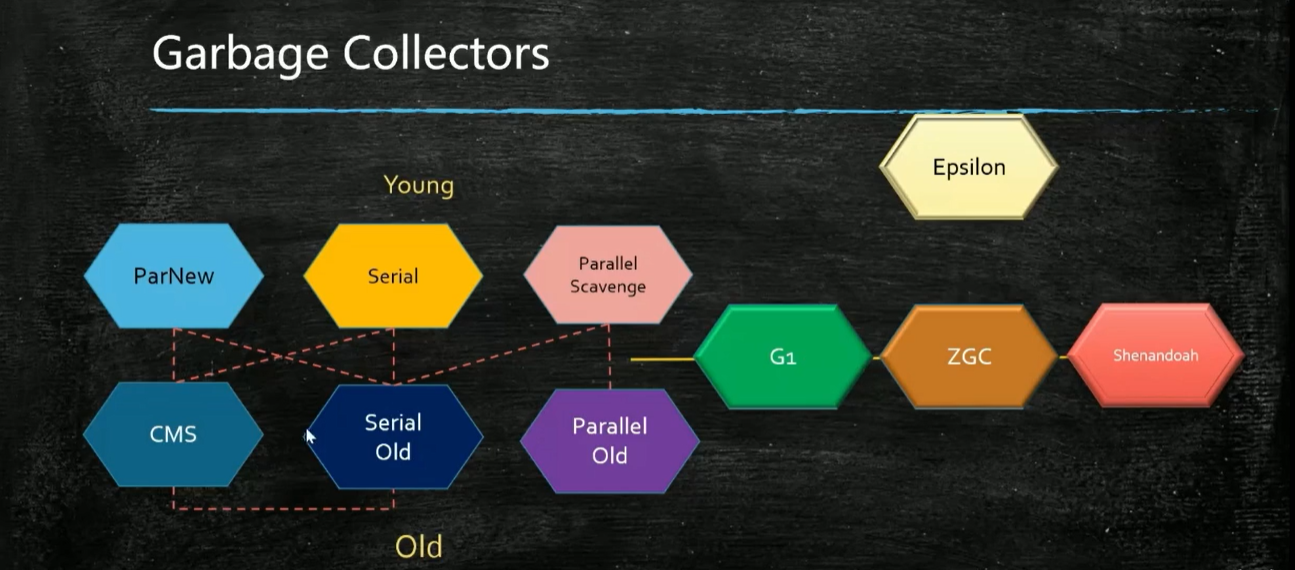 Garbage Collectors
Epsilon
Young
ParNew
Serial
Parallel
Scavenge
G1
ZGC
Shenandoah
CMS
Serial
Old
Parallel
Old
Old